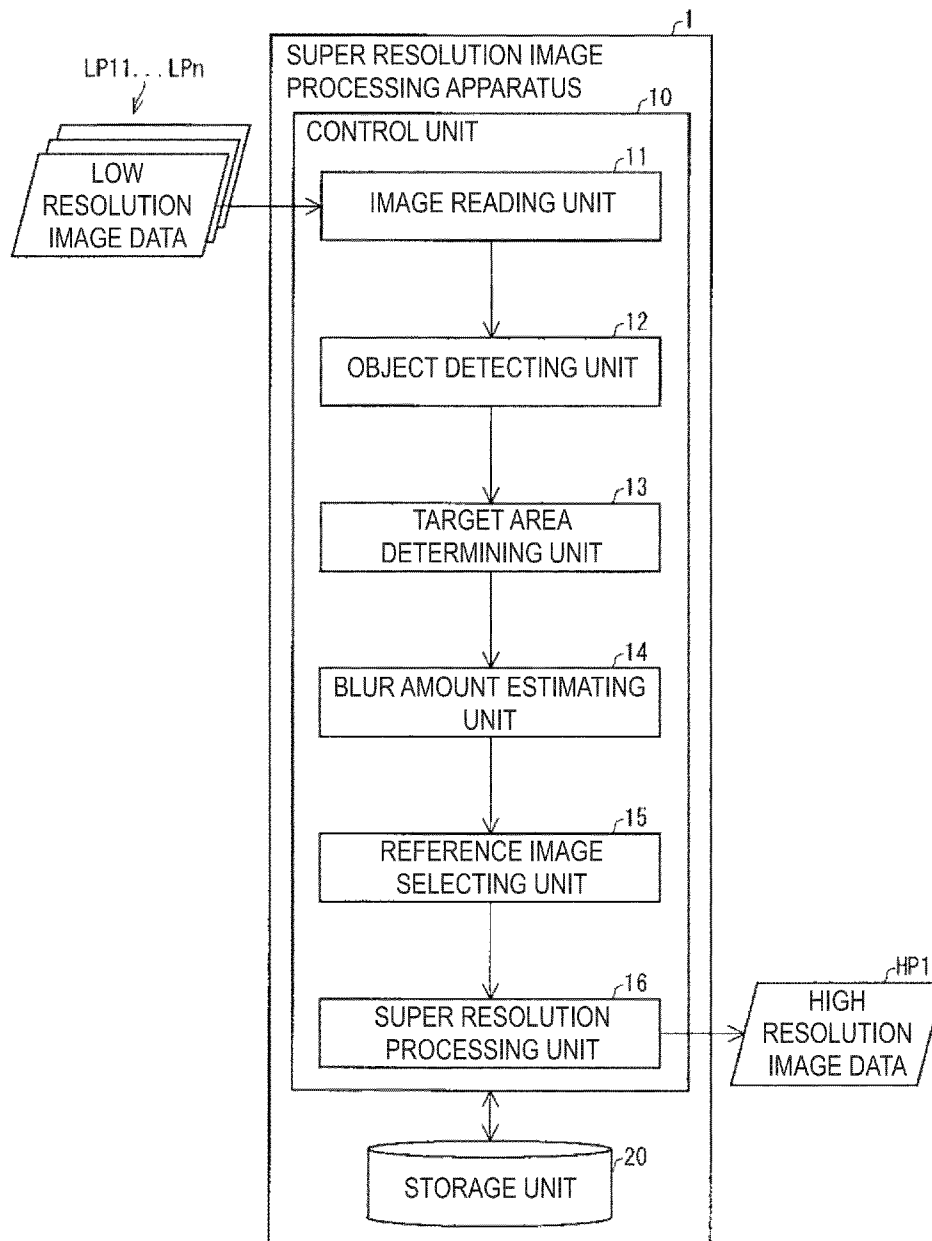 1
SUPER RESOLUTION IMAGE
PROCESSING APPARATUS
LP11...LPn
10
CONTROL UNIT
LOW
RESOLUTION
IMAGE DATA
11
IMAGE READING UNIT
12
OBJECT DETECTING UNIT
13
TARGET AREA
DETERMINING UNIT
14
BLUR AMOUNT ESTIMATING
UNIT
15
REFERENCE IMAGE
SELECTING UNIT
16
SUPER RESOLUTION
PROCESSING UNIT
HP1
HIGH
RESOLUTION
IMAGE DATA
20
STORAGE UNIT